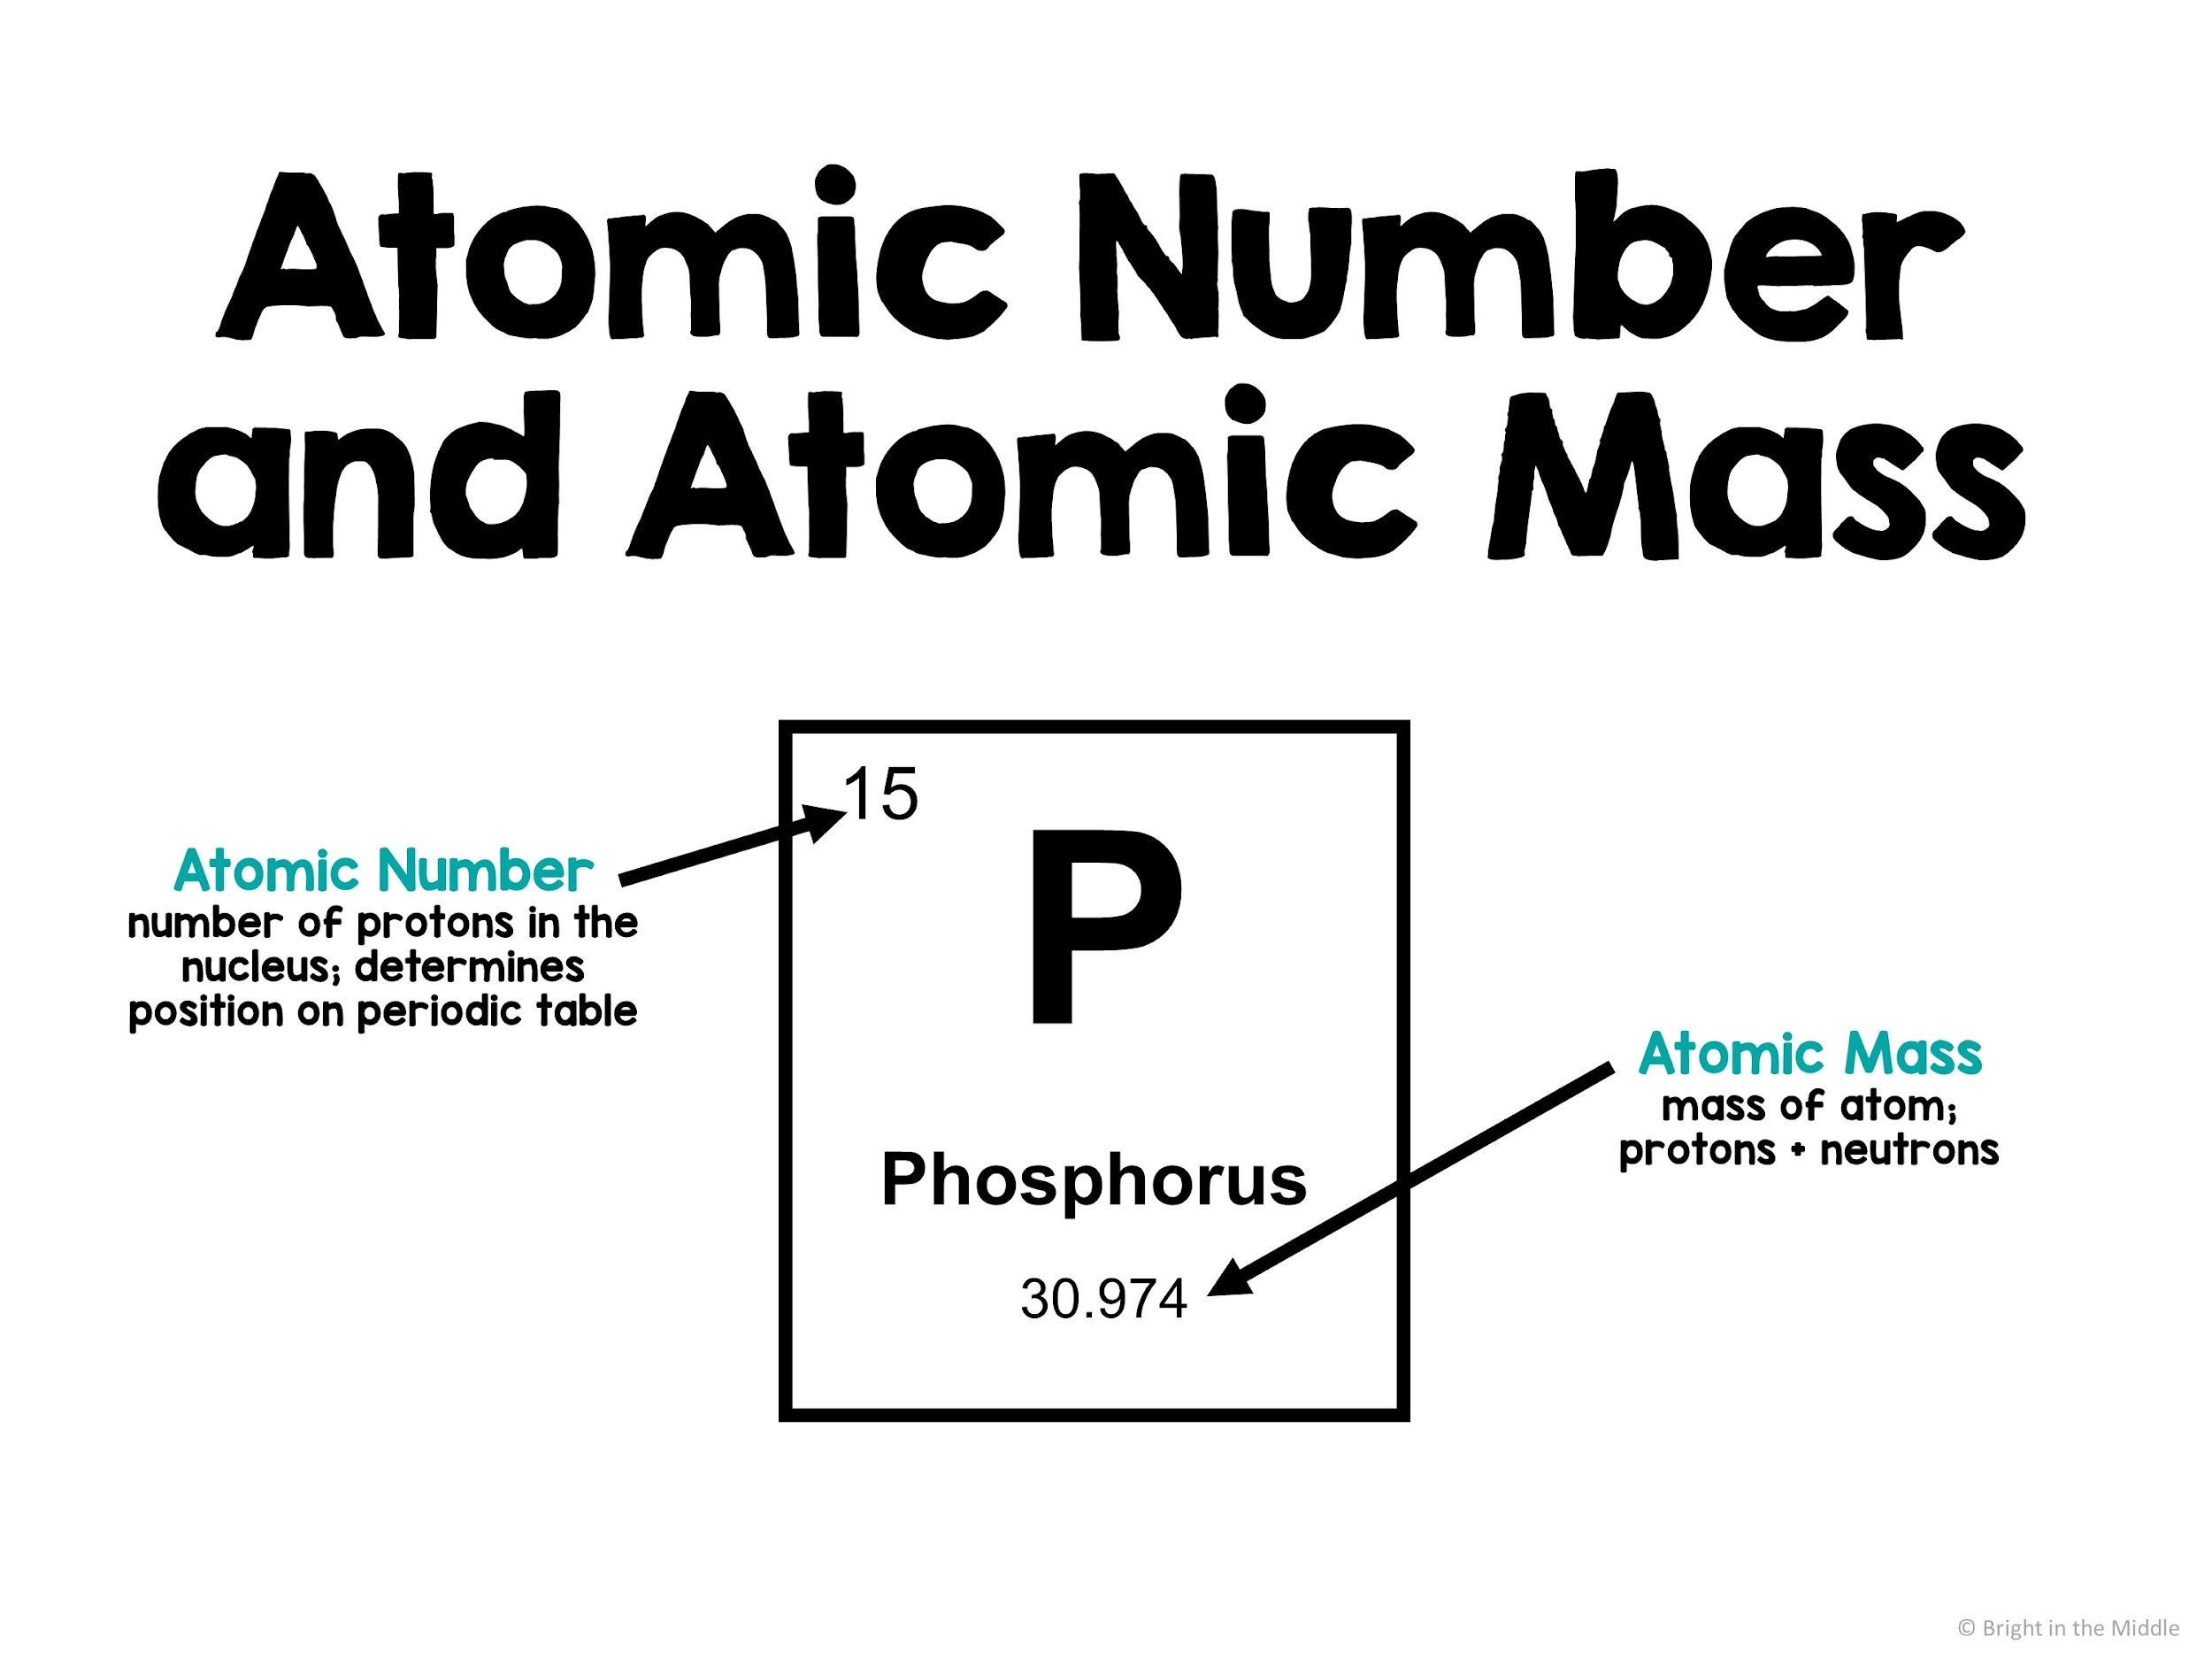 Atomic Number
and Atomic Mass
15
P
Phosphorus
30.974
Atomic Number
number of protons in the
nucleus; determines
position on periodic table
Atomic Mass
mass of atom;
protons + neutrons
© Bright in the Middle